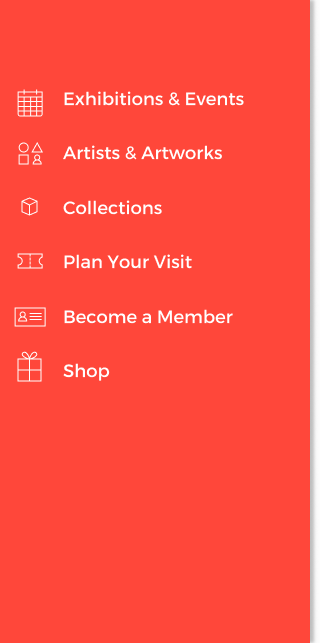 Exhibitions & Events
Artists & Artworks
Collections
Plan Your Visit
Become a Member
Shop